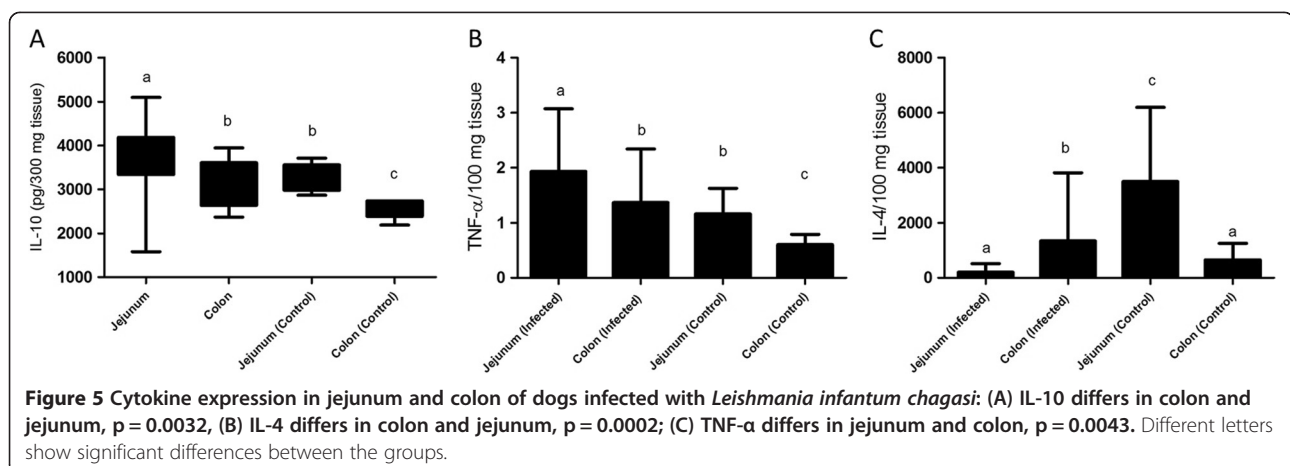 A
6000
5000
4000
3000
2000
1000
IL-10 (pg/300 mg tissue)
a
b
b
c
Jejunum
Colon
Jejunum (Control)
Colon (Control)
B
4
3
2
1
0
TNF-α/100 mg tissue
a
b
b
c
Jejunum (Infected)
Colon (Infected)
Jejunum (Control)
Colon (Control)
C
8000
6000
4000
2000
0
IL-4/100 mg tissue
a
b
c
a
Jejunum (Infected)
Colon (Infected)
Jejunum (Control)
Colon (Control)
Figure 5 Cytokine expression in jejunum and colon of dogs infected with Leishmania infantum chagasi: (A) IL-10 differs in colon and
jejunum, p = 0.0032, (B) IL-4 differs in colon and jejunum, p = 0.0002; (C) TNF-α differs in jejunum and colon, p = 0.0043. Different letters
show significant differences between the groups.